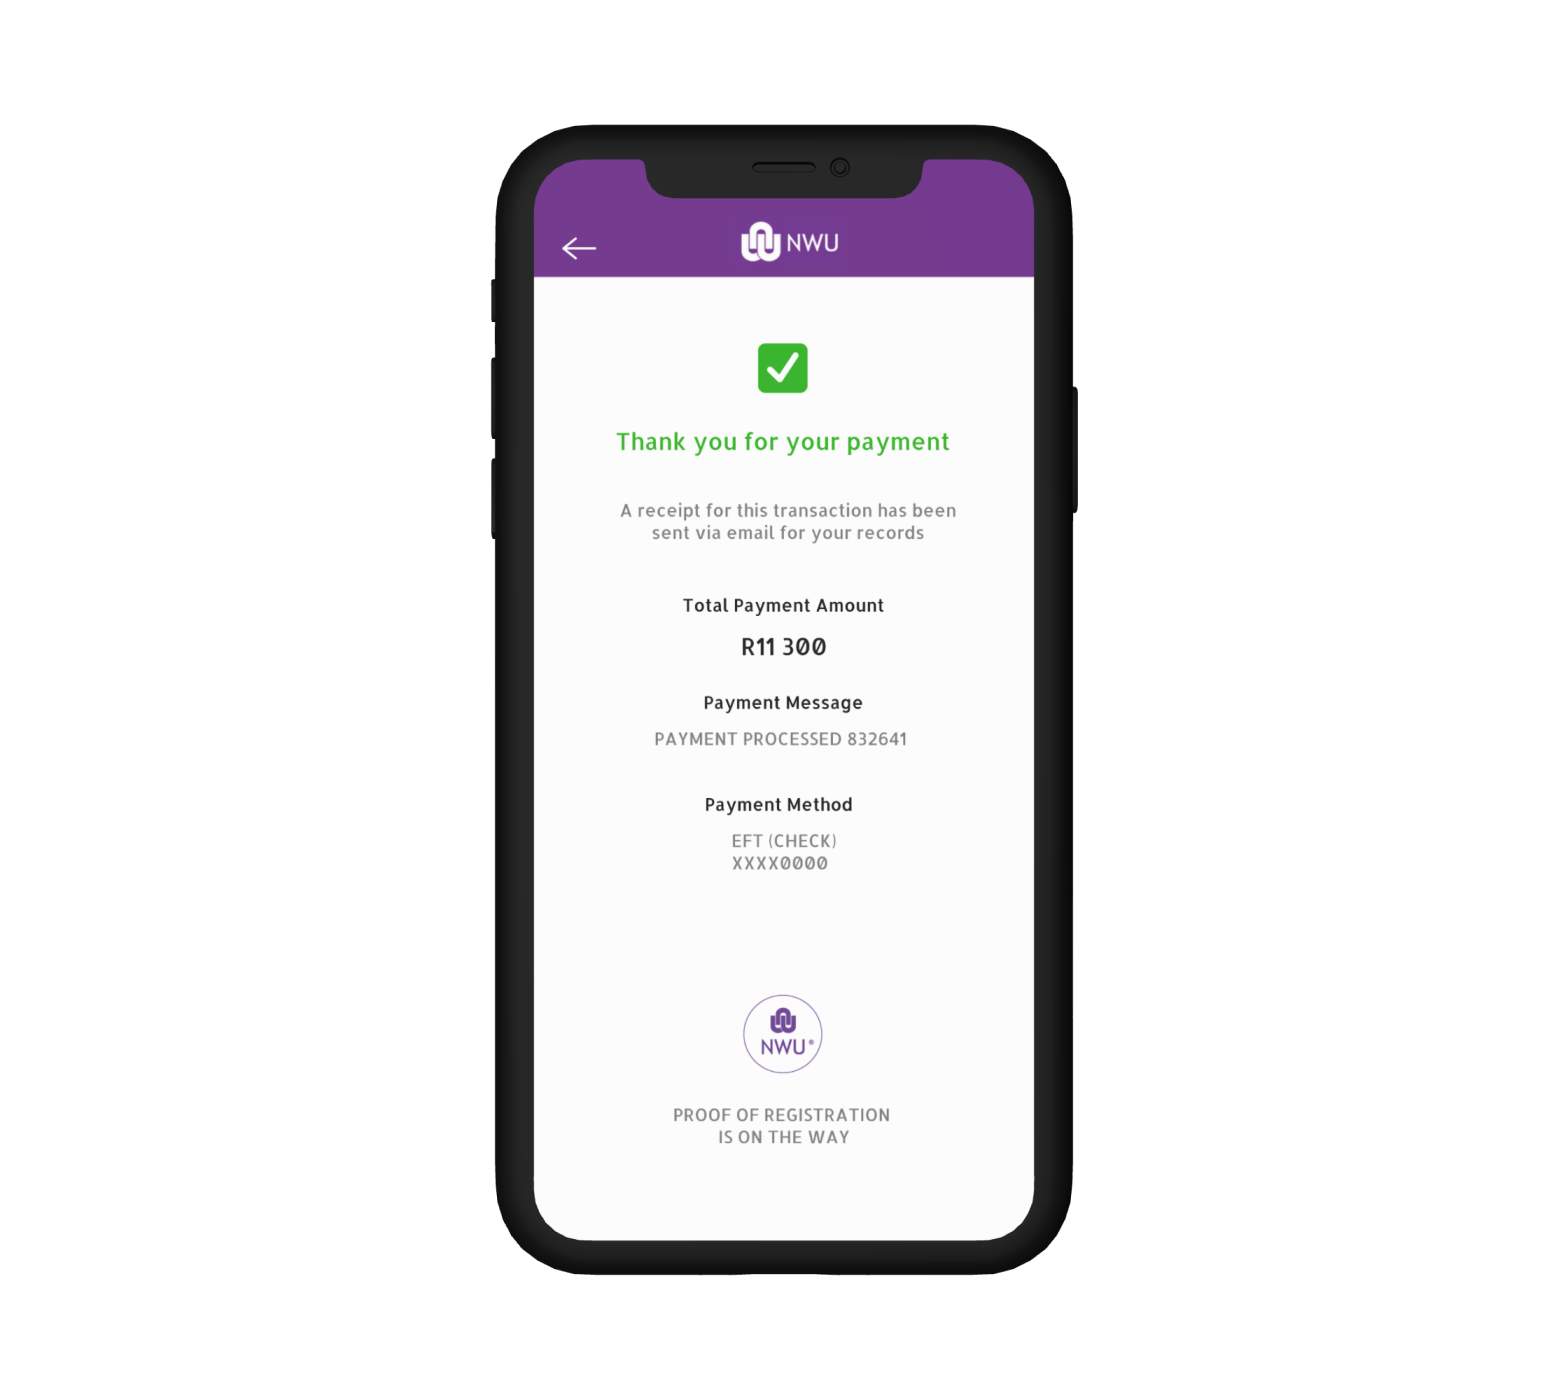 NWU
Thank you for your payment
A receipt for this transaction has been
sent via email for your records
Total Payment Amount
R11 300
Payment Message
PAYMENT PROCESSED 832641
Payment Method
EFT (CHECK)
XXXX0000
NWU®
PROOF OF REGISTRATION
IS ON THE WAY